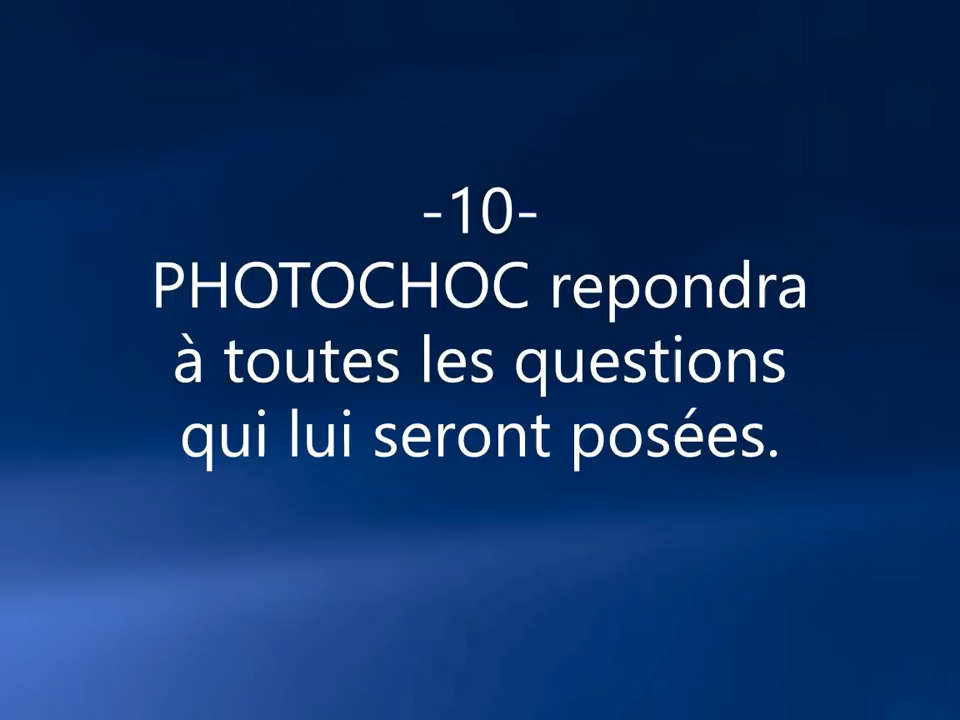 -10-
PHOTOCHOC repondra
à toutes les questions
qui lui seront posées.